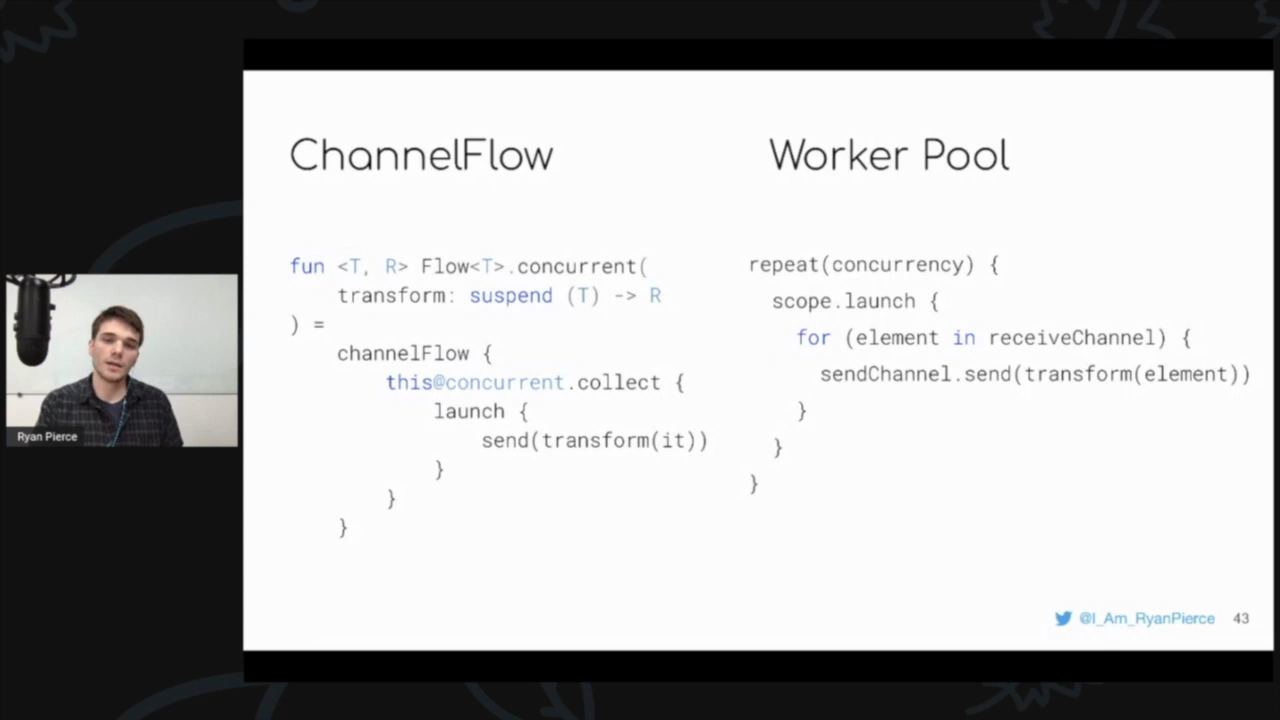 ChannelFlow
fun <T, R> Flow<T>.concurrent(
    transform: suspend (T) -> R
) =
    channelFlow {
        this@concurrent.collect {
            launch {
                send(transform(it))
            }
        }
    }
Worker Pool
repeat(concurrency) {
  scope.launch {
    for (element in receiveChannel) {
      sendChannel.send(transform(element))
    }
  }
}
Ryan Pierce
@I_Am_RyanPierce 43